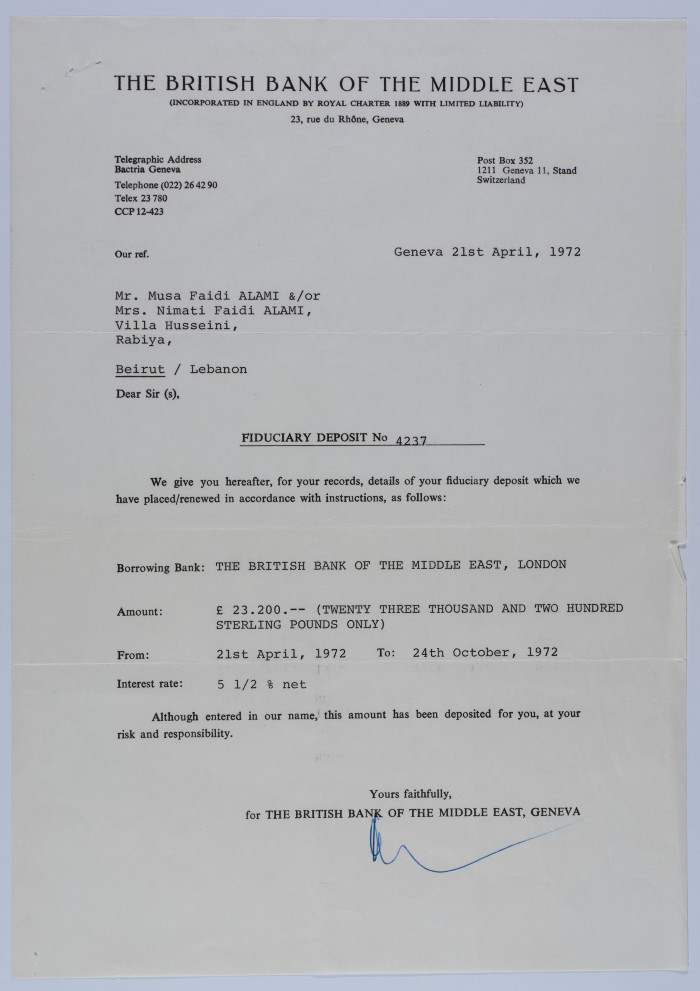 THE BRITISH BANK OF THE MIDDLE EAST
(INCORPORATED IN ENGLAND BY ROYAL CHARTER 1889 WITH LIMITED LIABILITY)
23, rue du Rhône, Geneva
Telegraphic Address
Bactria Geneva
Telephone (022) 26 42 90
Telex 23 780
CCP 12-423
Post Box 352
1211 Geneva 11, Stand
Switzerland
Our ref.
Geneva 21st April, 1972
Mr. Musa Faidi ALAMI &/or
Mrs. Nimati Faidi ALAMI,
Villa Husseini,
Rabiya,
Beirut / Lebanon
Dear Sir (s),
FIDUCIARY DEPOSIT No 4237
We give you hereafter, for your records, details of your fiduciary deposit which we
have placed/renewed in accordance with instructions, as follows:
Borrowing Bank: THE BRITISH BANK OF THE MIDDLE EAST, LONDON
Amount: £ 23.200.-- (TWENTY THREE THOUSAND AND TWO HUNDRED
STERLING POUNDS ONLY)
From: 21st April, 1972 To: 24th October, 1972
Interest rate: 5 1/2 % net
Although entered in our name, this amount has been deposited for you, at your
risk and responsibility.
Yours faithfully,
for THE BRITISH BANK OF THE MIDDLE EAST, GENEVA